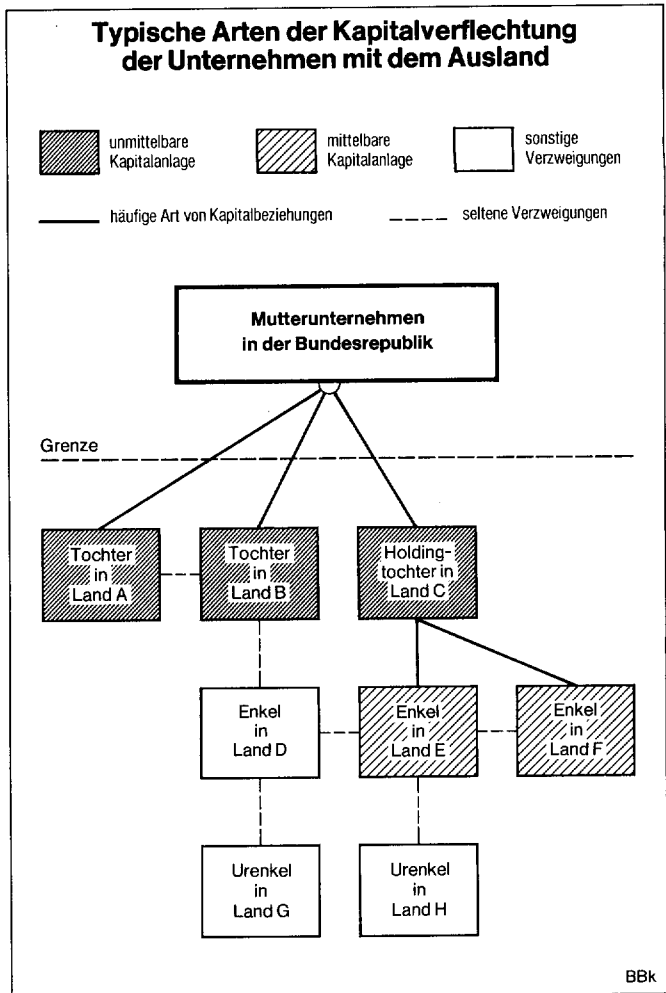 Typische Arten der Kapitalverflechtung
der Unternehmen mit dem Ausland
unmittelbare
Kapitalanlage
mittelbare
Kapitalanlage
sonstige
Verzweigungen
häufige Art von Kapitalbeziehungen
seltene Verzweigungen
Mutterunternehmen
in der Bundesrepublik
Grenze
Tochter
in
Land A
Tochter
in
Land B
Holding-
tochter in
Land C
Enkel
in
Land D
Enkel
in
Land E
Enkel
in
Land F
Urenkel
in
Land G
Urenkel
in
Land H
BBk